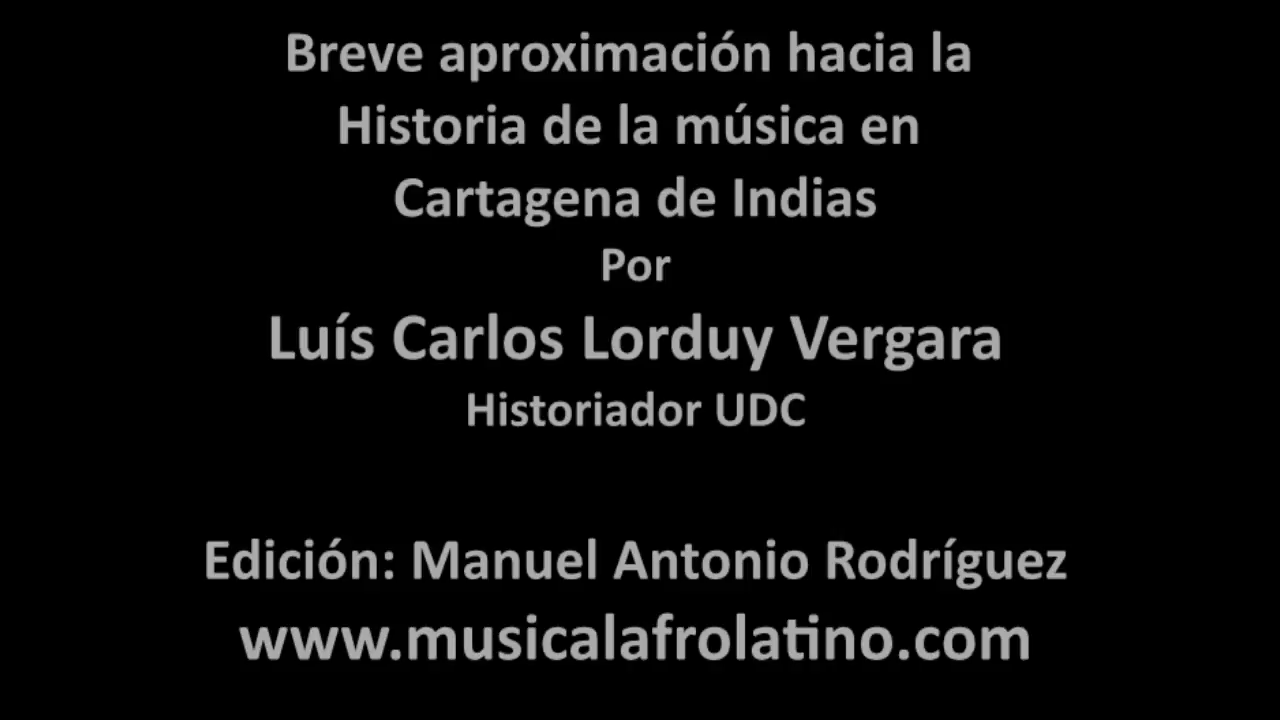 Breve aproximación hacia la
Historia de la música en
Cartagena de Indias
Por
Luís Carlos Lorduy Vergara
Historiador UDC
Edición: Manuel Antonio Rodríguez
www.musicalafrolatino.com